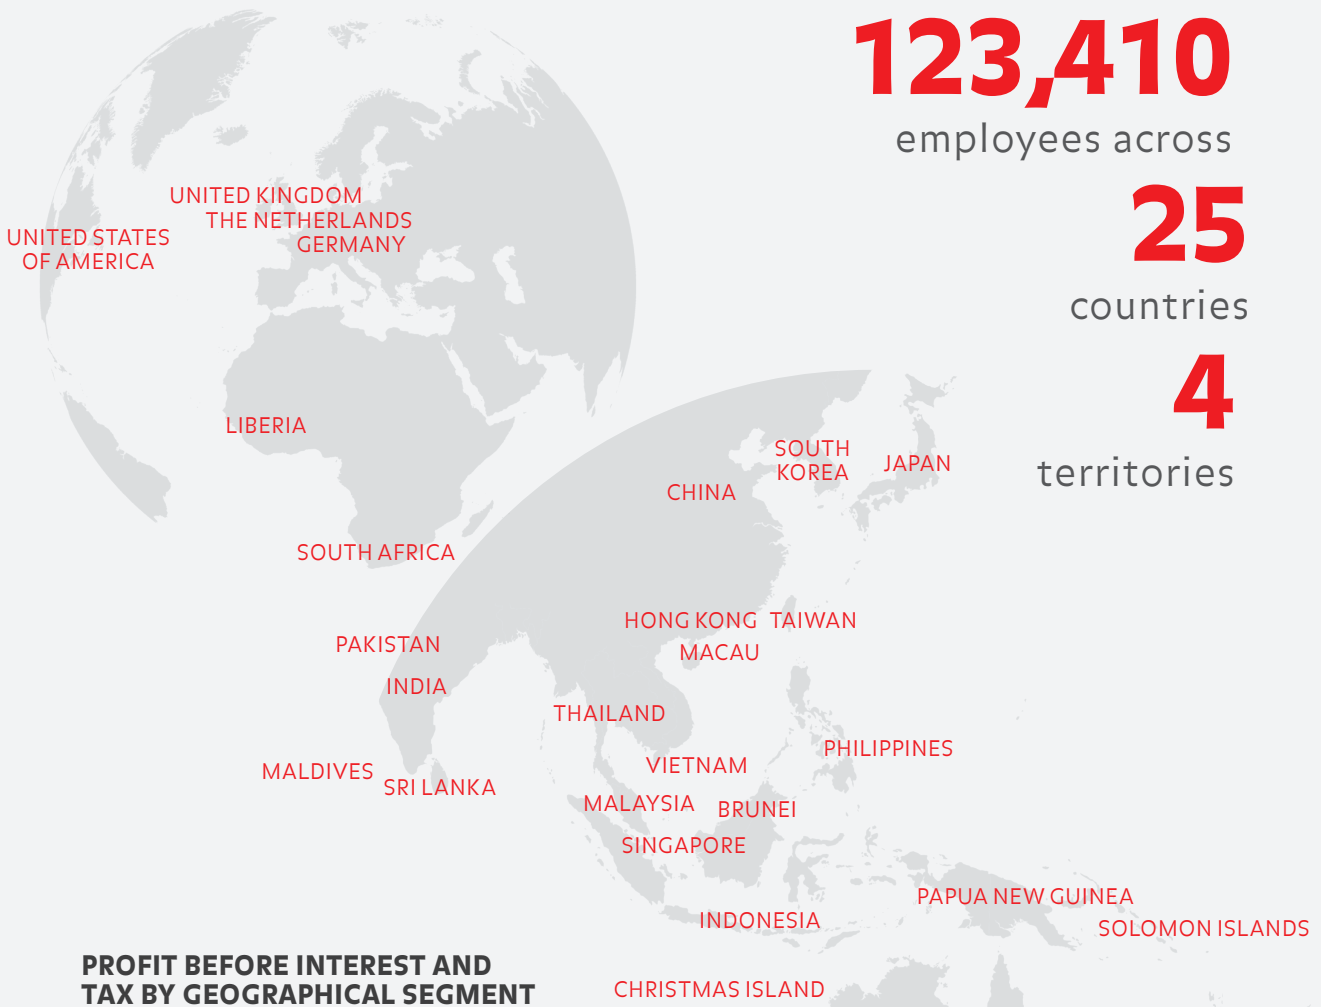 123,410
employees across
25
countries
4
territories
UNITED KINGDOM
THE NETHERLANDS
GERMANY
UNITED STATES
OF AMERICA
LIBERIA
SOUTH AFRICA
SOUTH
KOREA
JAPAN
CHINA
HONG KONG
TAIWAN
MACAU
PAKISTAN
INDIA
THAILAND
PHILIPPINES
VIETNAM
MALDIVES
SRI LANKA
MALAYSIA
BRUNEI
SINGAPORE
PAPUA NEW GUINEA
INDONESIA
SOLOMON ISLANDS
CHRISTMAS ISLAND
PROFIT BEFORE INTEREST AND
TAX BY GEOGRAPHICAL SEGMENT